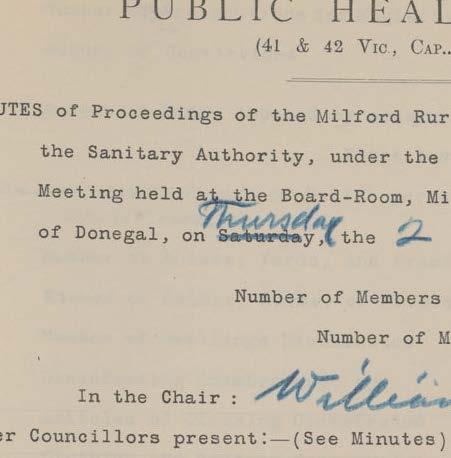 PUBLIC HEAL
(41 & 42 VIC., CAP..
UTES of Proceedings of the Milford Rur
the Sanitary Authority, under the
Meeting held at the Board-Room, Mi
Thursday
of Donegal, on Saturday, the 2
Number of Members
Number of M
In the Chair : William
er Councillors present:—(See Minutes)